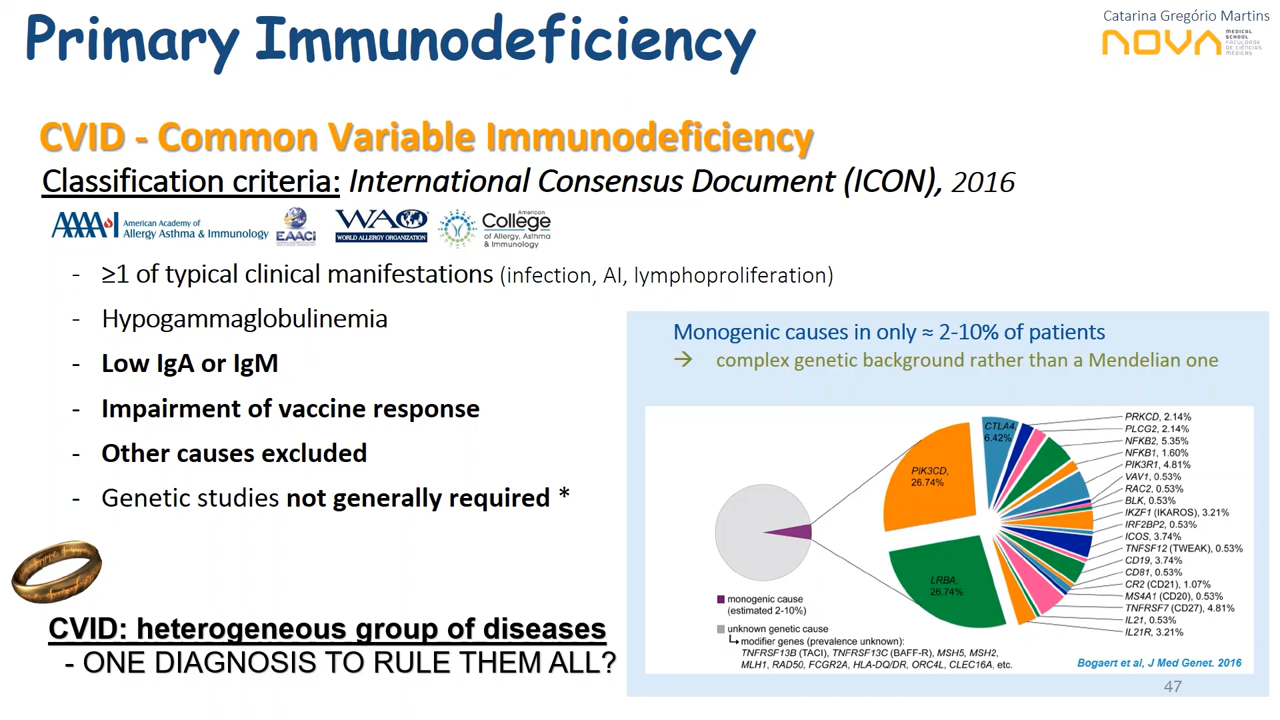 Primary Immunodeficiency
Catarina Gregório Martins
NOVA
MEDICAL
SCHOOL
FACULDADE
DE CIÊNCIAS
MÉDICAS
CVID - Common Variable Immunodeficiency
Classification criteria: International Consensus Document (ICON), 2016
AAAAI American Academy of
Allergy Asthma & Immunology
EAACI
WAO
WORLD ALLERGY ORGANIZATION
American
College
of Allergy, Asthma
& Immunology
- ≥1 of typical clinical manifestations (infection, AI, lymphoproliferation)
- Hypogammaglobulinemia
- Low IgA or IgM
- Impairment of vaccine response
- Other causes excluded
- Genetic studies not generally required *
CVID: heterogeneous group of diseases
- ONE DIAGNOSIS TO RULE THEM ALL?
Monogenic causes in only ≈ 2-10% of patients
→ complex genetic background rather than a Mendelian one
PIK3CD,
26.74%
LRBA,
26.74%
CTLA4,
6.42%
PRKCD, 2.14%
PLCG2, 2.14%
NFKB2, 5.35%
NFKB1, 1.60%
PIK3R1, 4.81%
VAV1, 0.53%
RAC2, 0.53%
BLK, 0.53%
IKZF1 (IKAROS), 3.21%
IRF2BP2, 0.53%
ICOS, 3.74%
TNFSF12 (TWEAK), 0.53%
CD19, 3.74%
CD81, 0.53%
CR2 (CD21), 1.07%
MS4A1 (CD20), 0.53%
TNFRSF7 (CD27), 4.81%
IL21, 0.53%
IL21R, 3.21%
monogenic cause
(estimated 2-10%)
unknown genetic cause
modifier genes (prevalence unknown):
TNFRSF13B (TACI), TNFRSF13C (BAFF-R), MSH5, MSH2,
MLH1, RAD50, FCGR2A, HLA-DQ/DR, ORC4L, CLEC16A, etc.
Bogaert et al, J Med Genet. 2016
47